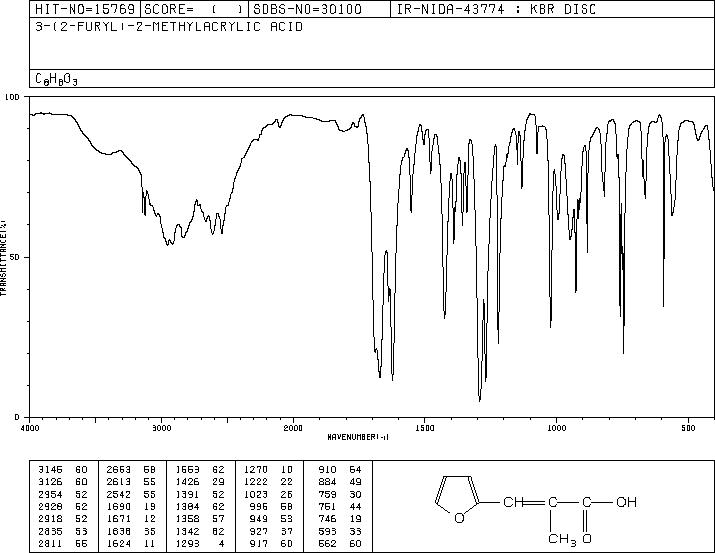 HIT-NO=15769 SCORE= ( ) SDBS-NO=30100 IR-NIDA-43774 : KBR DISC
3-(2-FURYL)-2-METHYLACRYLIC ACID
C8H8O3
100
50
0
TRANSMITTANCE(%)
4000 3000 2000 1500 1000 500
WAVENUMBER(-1)
3145 60 2663 58 1553 62 1270 10 910 64
3126 60 2613 55 1426 29 1222 22 884 49
2954 52 2542 55 1391 52 1023 26 759 30
2928 52 1690 19 1384 62 996 58 751 44
2918 52 1671 12 1358 57 949 53 746 19
2835 53 1638 35 1342 62 927 37 593 33
2811 55 1624 11 1293 4 917 60 562 60
O CH C C OH
CH3 O